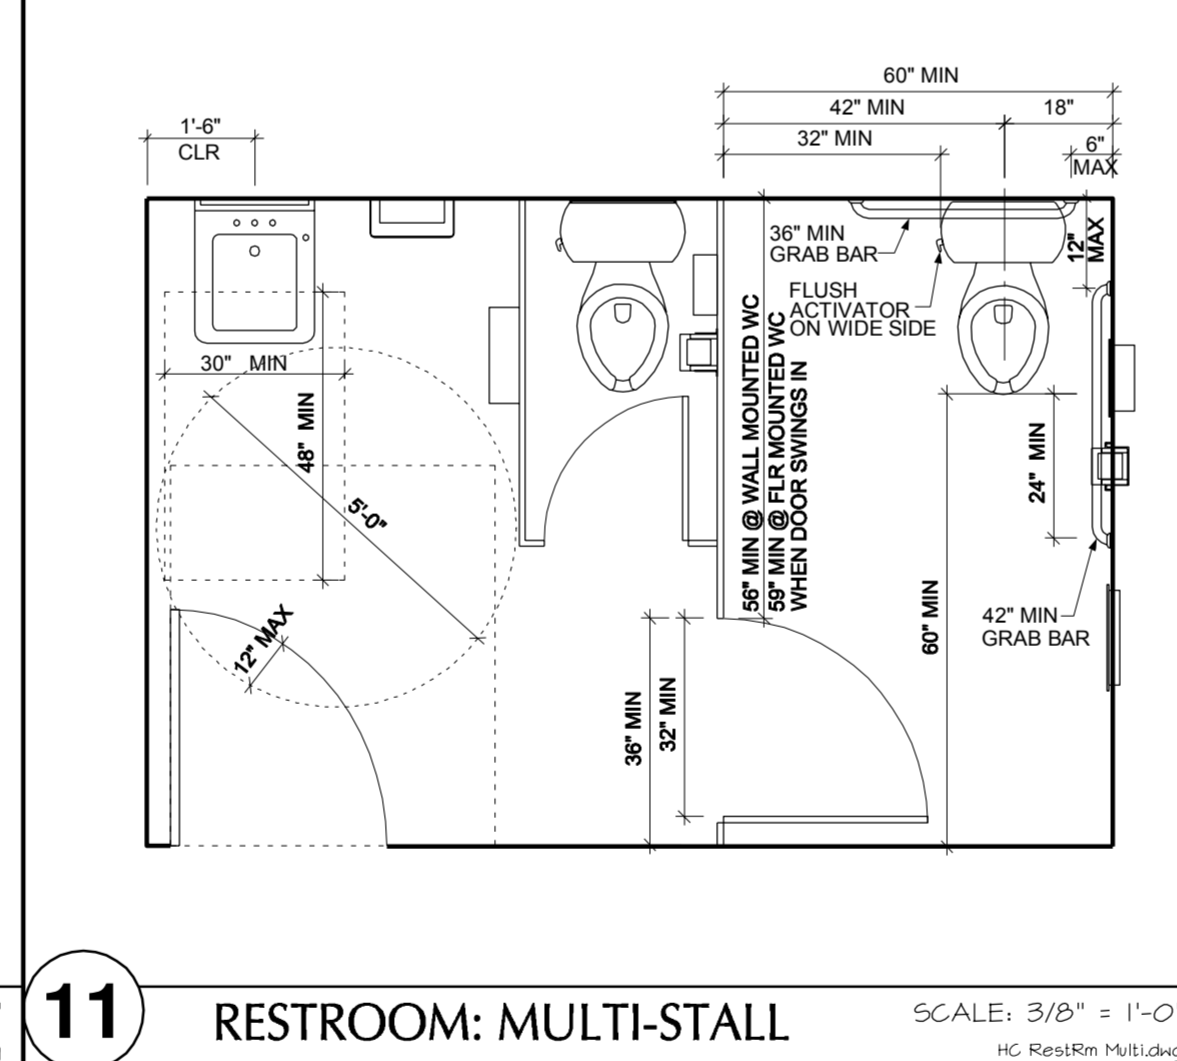 60" MIN
42" MIN
18"
1'-6"
CLR
32" MIN
6"
MAX
36" MIN
GRAB BAR
12"
MAX
FLUSH
ACTIVATOR
ON WIDE SIDE
30" MIN
48" MIN
5'-0"
56" MIN @ WALL MOUNTED WC
59" MIN @ FLR MOUNTED WC
WHEN DOOR SWINGS IN
24" MIN
12" MAX
60" MIN
42" MIN
GRAB BAR
36" MIN
32" MIN
11
RESTROOM: MULTI-STALL
SCALE: 3/8" = 1'-0"
HC RestRm Multi.dwg